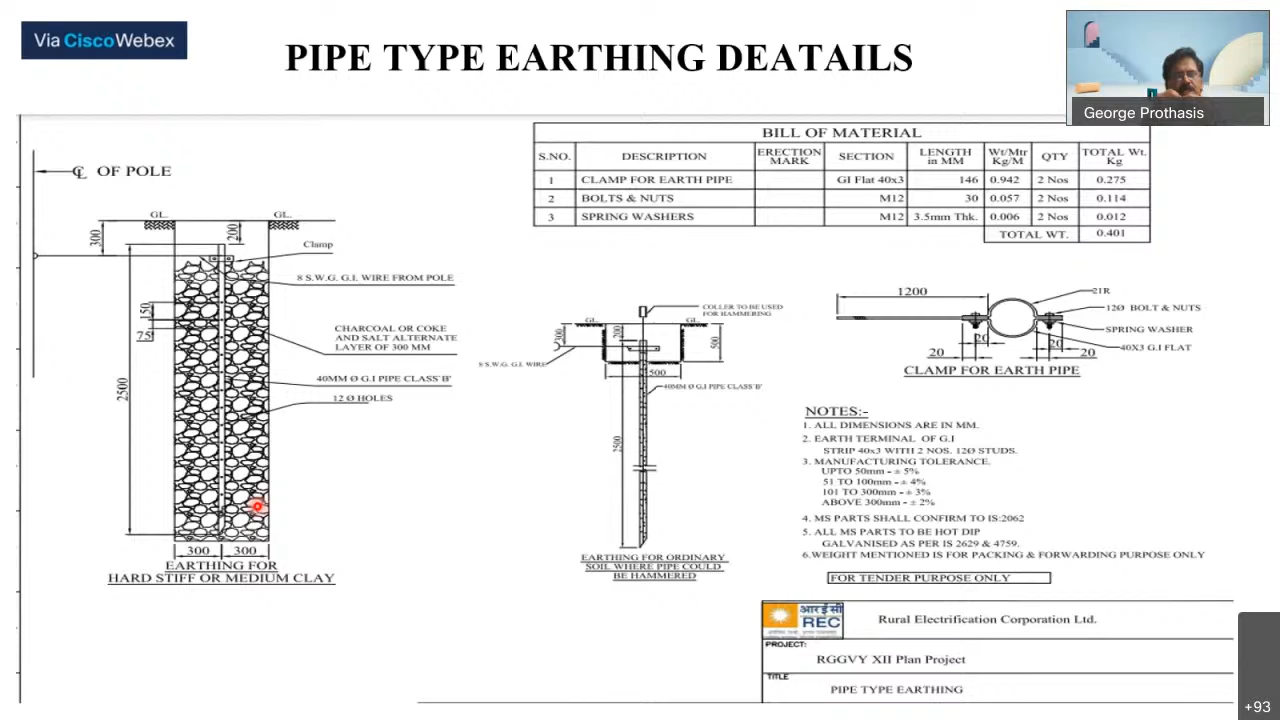 Via CiscoWebex
PIPE TYPE EARTHING DEATAILS
George Prothasis
BILL OF MATERIAL
S.NO. DESCRIPTION ERECTION MARK SECTION LENGTH in MM Wt/Mtr Kg/M QTY TOTAL Wt. Kg
1 CLAMP FOR EARTH PIPE GI Flat 40x3 146 0.942 2 Nos 0.275
2 BOLTS & NUTS M12 30 0.057 2 Nos 0.114
3 SPRING WASHERS M12 3.5mm Thk. 0.006 2 Nos 0.012
TOTAL WT. 0.401
℄ OF POLE
GL. GL.
300
200
Clamp
8 S.W.G. G.I. WIRE FROM POLE
150
75
CHARCOAL OR COKE
AND SALT ALTERNATE
LAYER OF 300 MM
2500
40MM Ø G.I PIPE CLASS'B'
12 Ø HOLES
300 300
EARTHING FOR
HARD STIFF OR MEDIUM CLAY
COLLER TO BE USED
FOR HAMMERING
GL. GL.
300
200
500
8 S.W.G. G.I. WIRE
500
40MM Ø G.I PIPE CLASS'B'
2500
EARTHING FOR ORDINARY
SOIL WHERE PIPE COULD
BE HAMMERED
1200
21R
12Ø BOLT & NUTS
SPRING WASHER
40X3 G.I FLAT
20 20 20 20
CLAMP FOR EARTH PIPE
NOTES:-
1. ALL DIMENSIONS ARE IN MM.
2. EARTH TERMINAL OF G.I
STRIP 40x3 WITH 2 NOS. 12Ø STUDS.
3. MANUFACTURING TOLERANCE.
UPTO 50mm - ± 5%
51 TO 100mm - ± 4%
101 TO 300mm - ± 3%
ABOVE 300mm - ± 2%
4. MS PARTS SHALL CONFIRM TO IS:2062
5. ALL MS PARTS TO BE HOT DIP
GALVANISED AS PER IS 2629 & 4759.
6.WEIGHT MENTIONED IS FOR PACKING & FORWARDING PURPOSE ONLY
FOR TENDER PURPOSE ONLY
आर ई सी
REC
Rural Electrification Corporation Ltd.
PROJECT:
RGGVY XII Plan Project
TITLE
PIPE TYPE EARTHING
+93